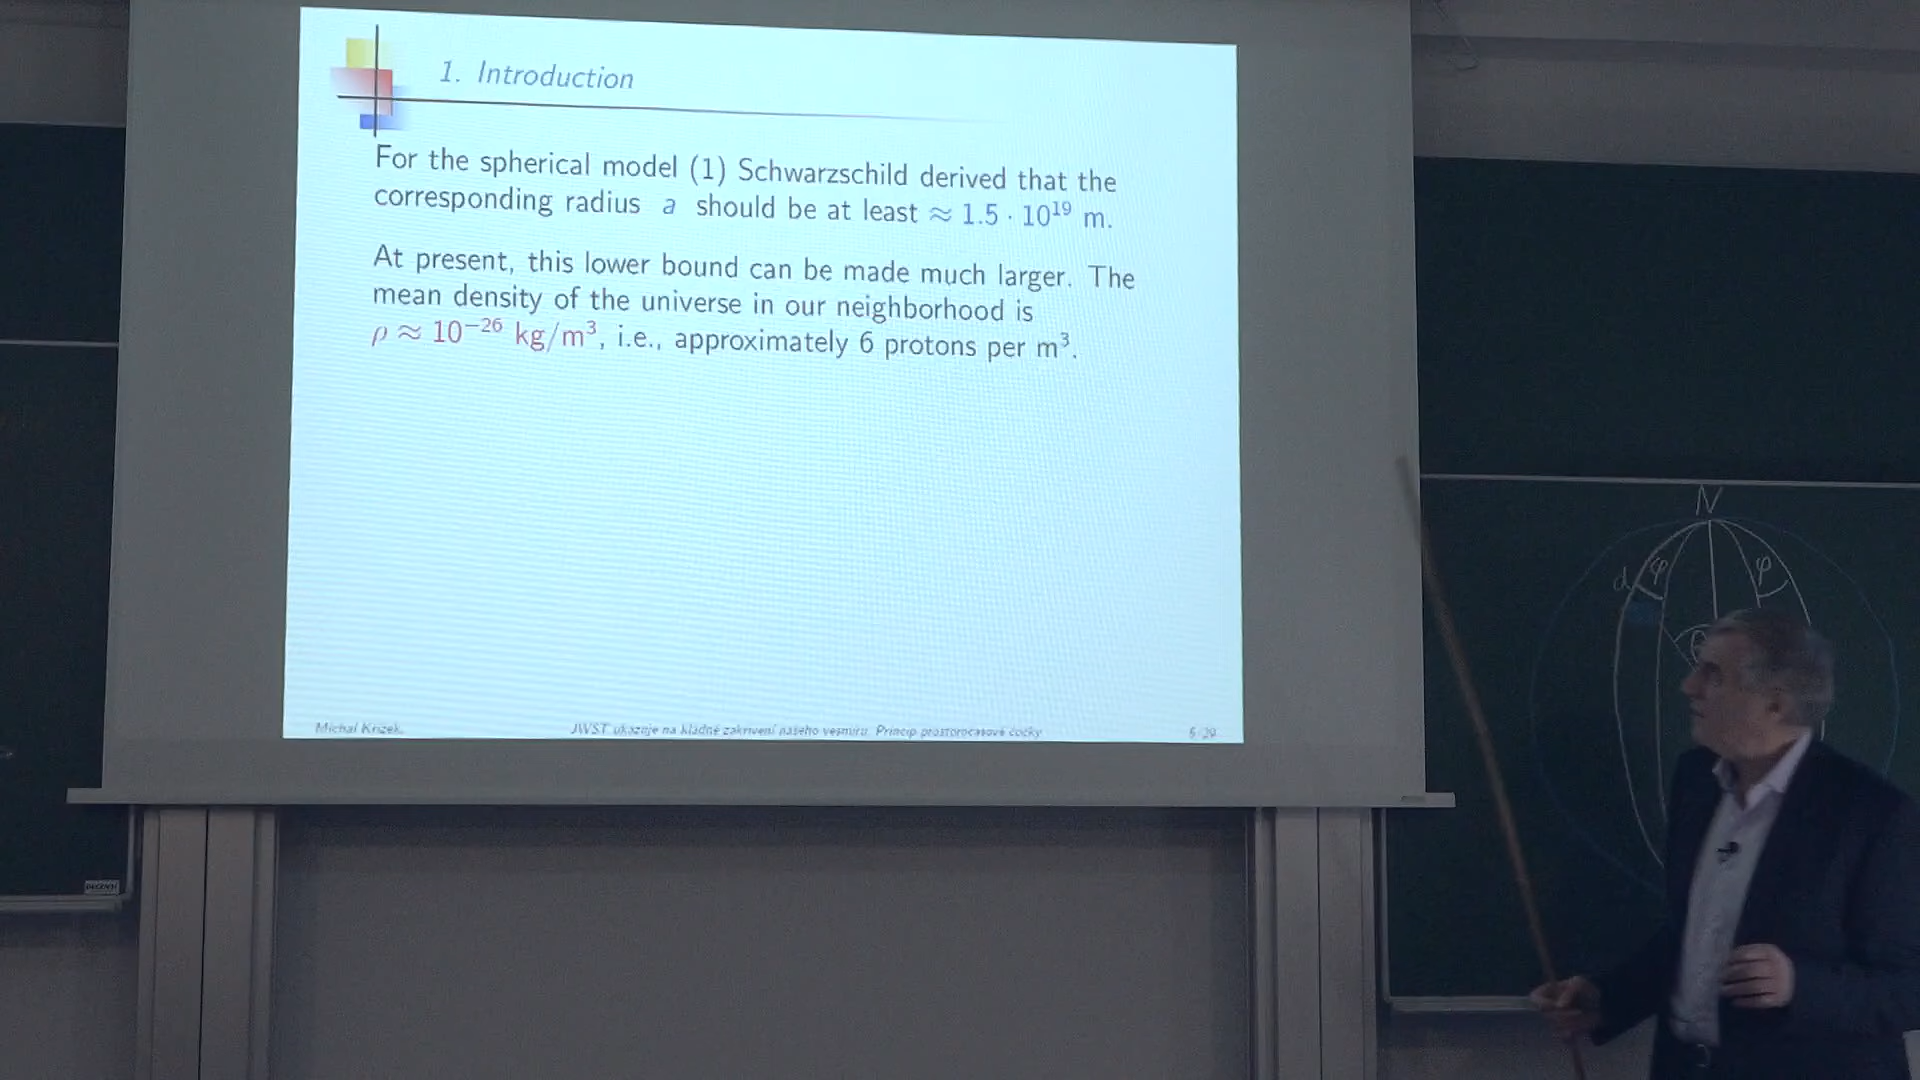 1. Introduction
For the spherical model (1) Schwarzschild derived that the
corresponding radius a should be at least ≈ 1.5 · 10¹⁹ m.
At present, this lower bound can be made much larger. The
mean density of the universe in our neighborhood is
ρ ≈ 10⁻²⁶ kg/m³, i.e., approximately 6 protons per m³.
Michal Křížek, JWST ukazuje na kladné zakřivení našeho vesmíru. Princip prostoročasové čočky
N
d φ φ